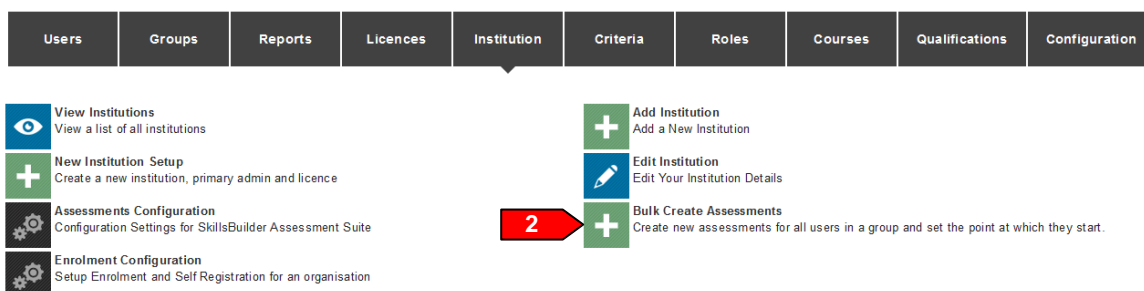 Users Groups Reports Licences Institution Criteria Roles Courses Qualifications Configuration
View Institutions
View a list of all institutions
Add Institution
Add a New Institution
New Institution Setup
Create a new institution, primary admin and licence
Edit Institution
Edit Your Institution Details
Assessments Configuration
Configuration Settings for SkillsBuilder Assessment Suite
2
Bulk Create Assessments
Create new assessments for all users in a group and set the point at which they start.
Enrolment Configuration
Setup Enrolment and Self Registration for an organisation